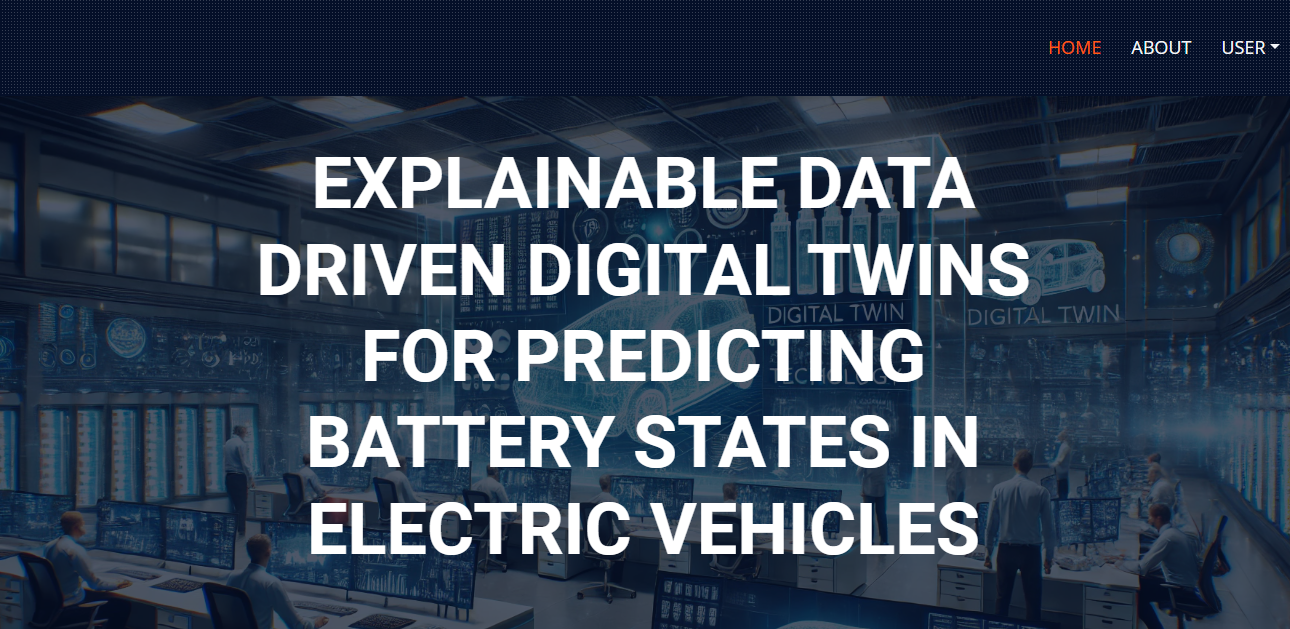 HOME ABOUT USER
EXPLAINABLE DATA
DRIVEN DIGITAL TWINS
FOR PREDICTING
BATTERY STATES IN
ELECTRIC VEHICLES
DIGITAL TWIN
DIGITAL TWIN